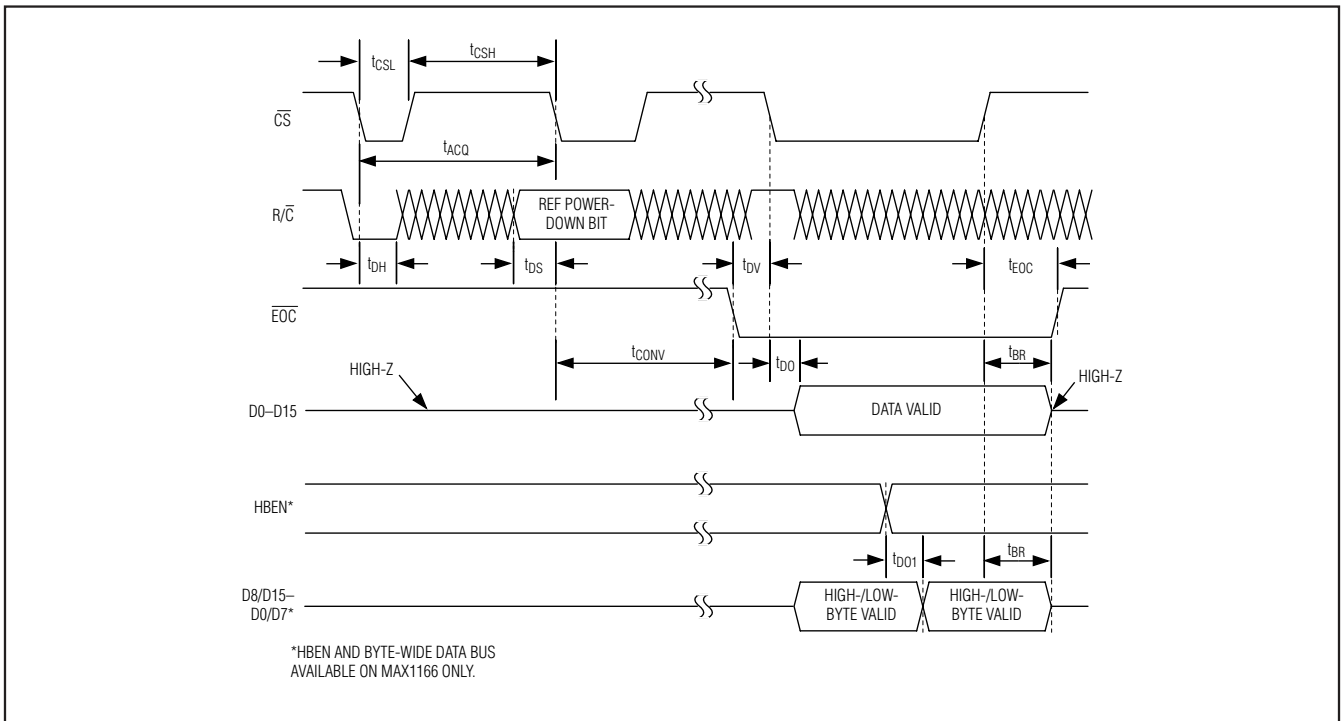 tCSL
tCSH
CS
tACQ
R/C
REF POWER-
DOWN BIT
tDH
tDS
tDV
tEOC
EOC
tCONV
tDO
tBR
HIGH-Z
HIGH-Z
D0–D15
DATA VALID
HBEN*
tDO1
tBR
D8/D15–
D0/D7*
HIGH-/LOW-
BYTE VALID
HIGH-/LOW-
BYTE VALID
*HBEN AND BYTE-WIDE DATA BUS
AVAILABLE ON MAX1166 ONLY.